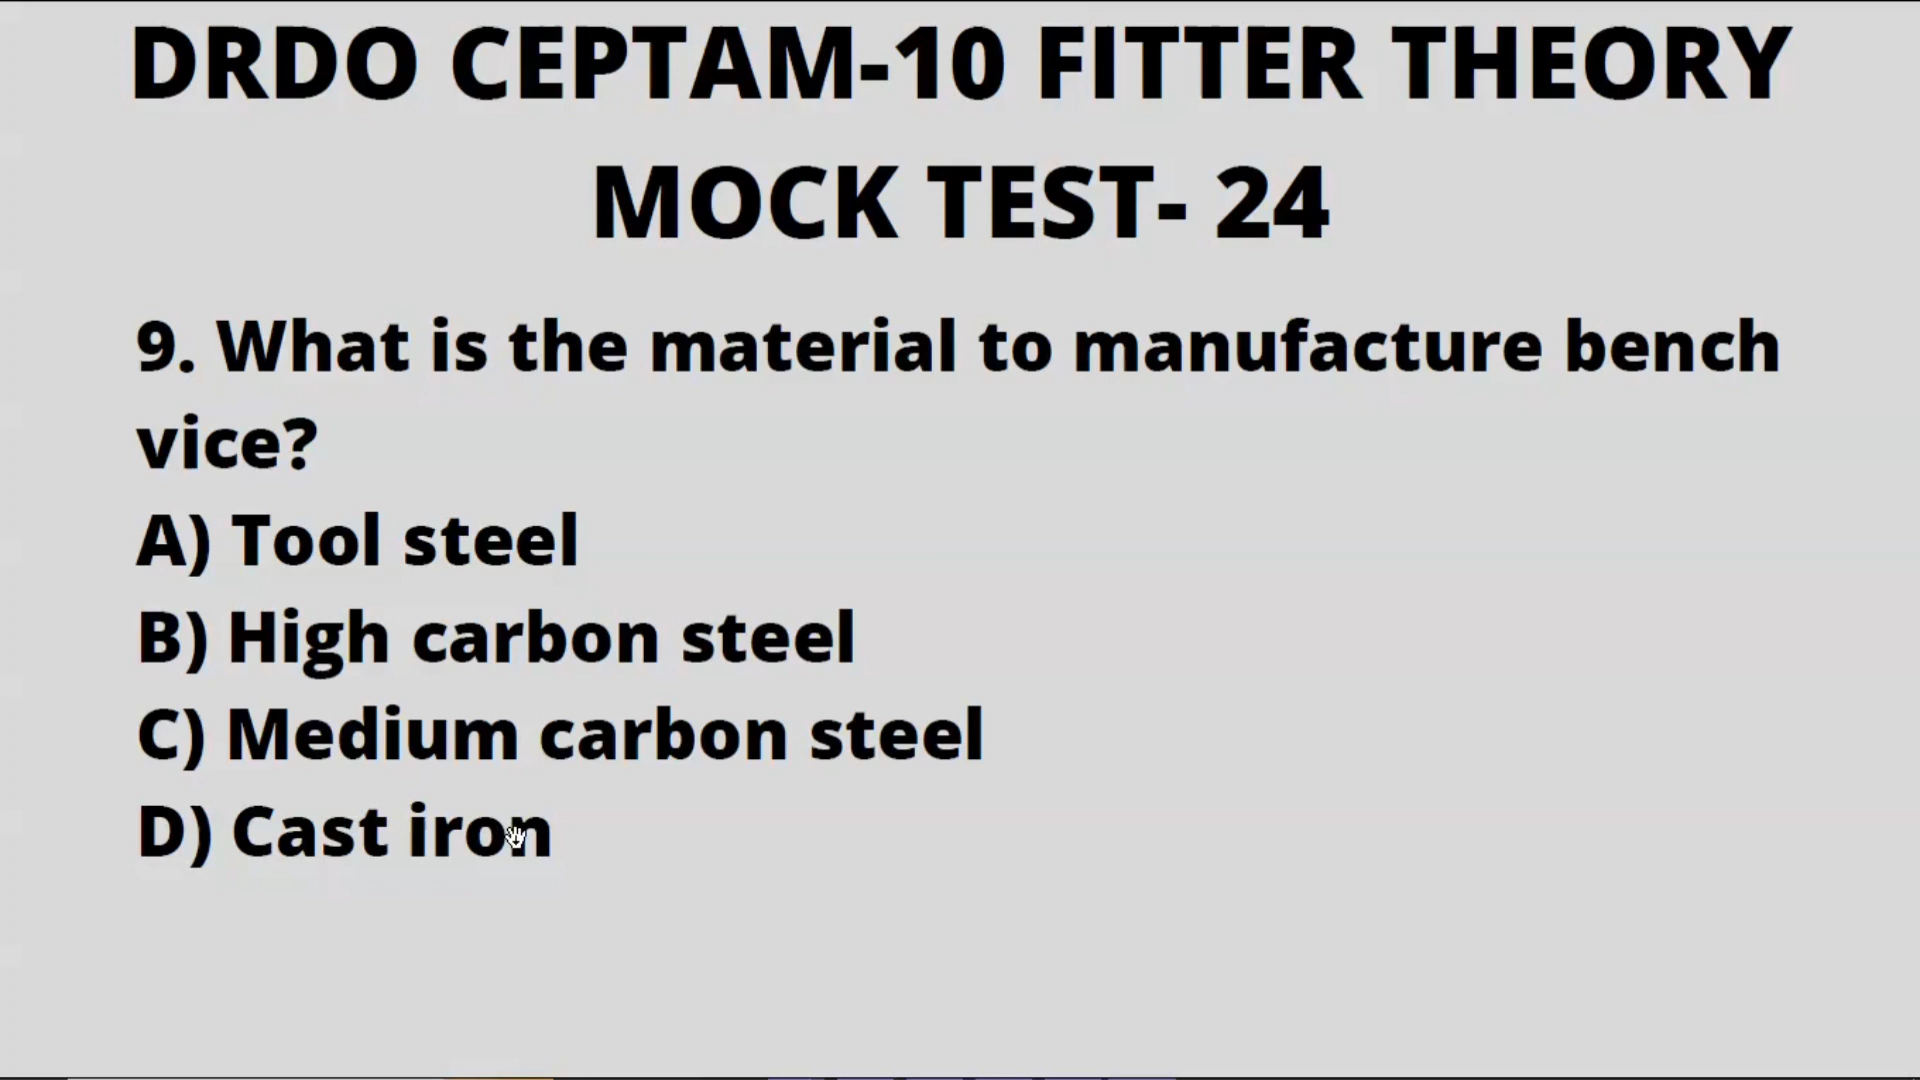 DRDO CEPTAM-10 FITTER THEORY
MOCK TEST- 24
9. What is the material to manufacture bench
vice?
A) Tool steel
B) High carbon steel
C) Medium carbon steel
D) Cast iron